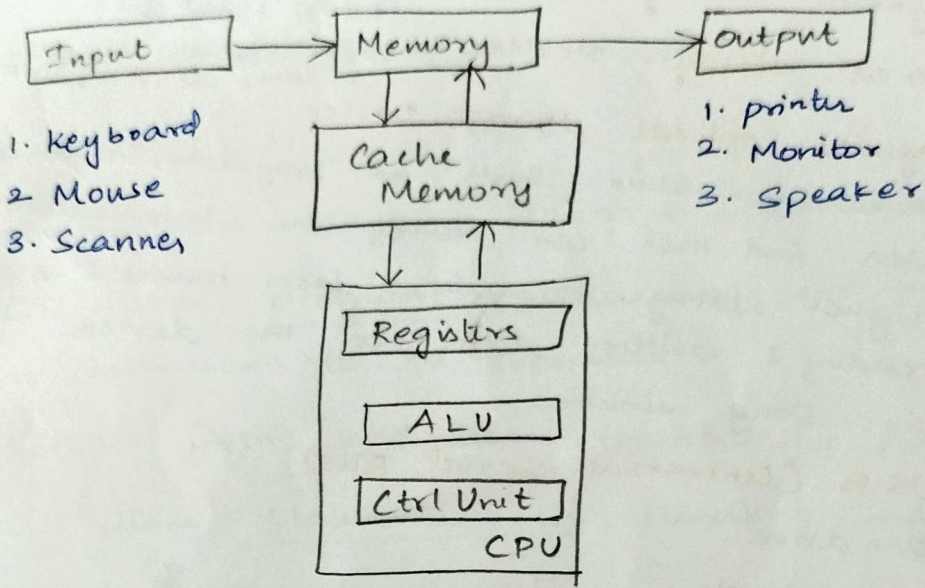 Input
Memory
Output
1. Keyboard
2 Mouse
3. Scanner
1. printer
2. Monitor
3. Speaker
Cache
Memory
Registers
ALU
Ctrl Unit
CPU